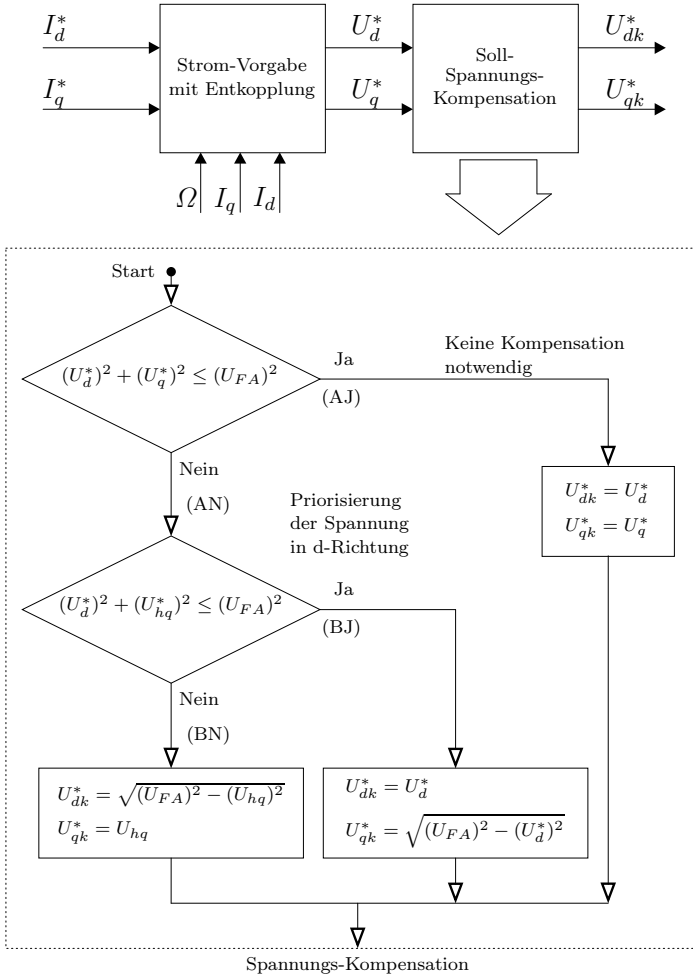 I_d^*
I_q^*
Strom-Vorgabe
mit Entkopplung
U_d^*
U_q^*
Soll-
Spannungs-
Kompensation
U_{dk}^*
U_{qk}^*
Ω I_q I_d
Start
(U_d^*)^2 + (U_q^*)^2 ≤ (U_{FA})^2
Ja
(AJ)
Keine Kompensation
notwendig
Nein
(AN)
U_{dk}^* = U_d^*
U_{qk}^* = U_q^*
Priorisierung
der Spannung
in d-Richtung
(U_d^*)^2 + (U_{hq}^*)^2 ≤ (U_{FA})^2
Ja
(BJ)
Nein
(BN)
U_{dk}^* = √((U_{FA})^2 − (U_{hq})^2)
U_{qk}^* = U_{hq}
U_{dk}^* = U_d^*
U_{qk}^* = √((U_{FA})^2 − (U_d^*)^2)
Spannungs-Kompensation